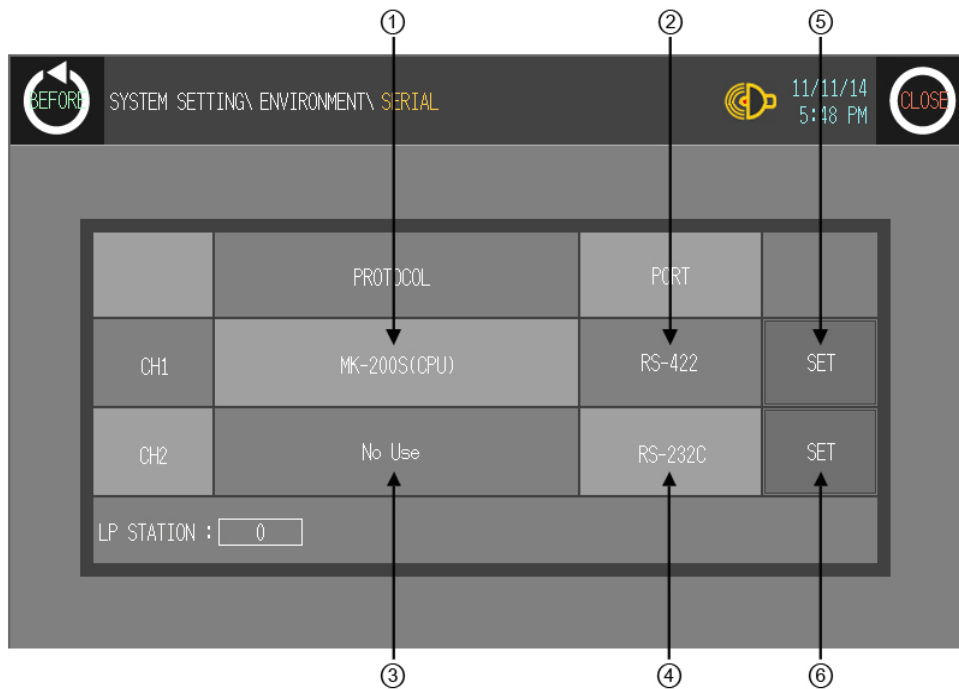 ① ② ⑤
BEFORE SYSTEM SETTING\ ENVIRONMENT\ SERIAL 11/11/14 CLOSE
5:48 PM
PROTOCOL PORT
CH1 MK-200S(CPU) RS-422 SET
CH2 No Use RS-232C SET
LP STATION : 0
③ ④ ⑥